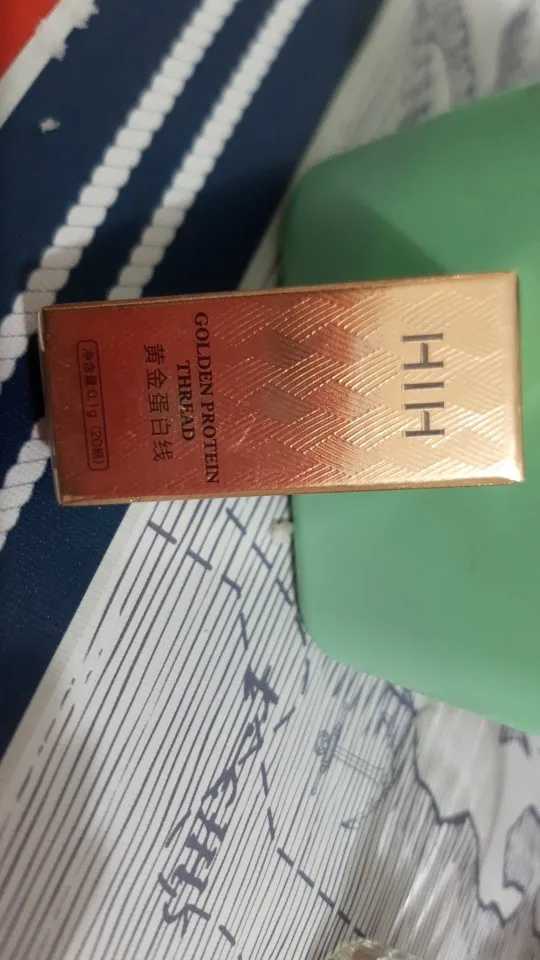 HIH
GOLDEN PROTEIN
THREAD
黄金蛋白线
净含量:0.1g (20根)